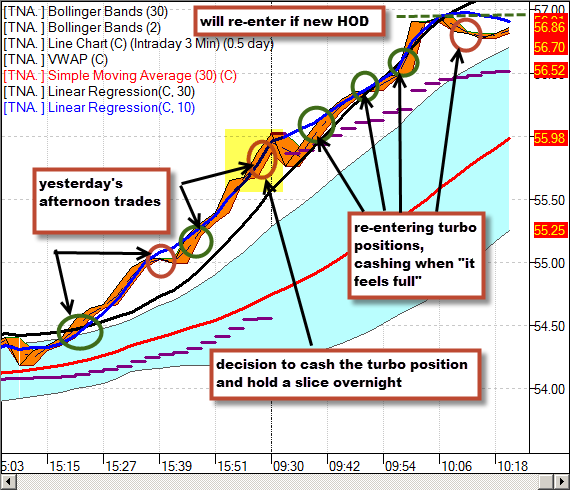 [TNA. ] Bollinger Bands (30)
[TNA. ] Bollinger Bands (2)
[TNA. ] Line Chart (C) (Intraday 3 Min) (0.5 day)
[TNA. ] VWAP (C)
[TNA. ] Simple Moving Average (30) (C)
[TNA. ] Linear Regression(C, 30)
[TNA. ] Linear Regression(C, 10)
will re-enter if new HOD
yesterday's
afternoon trades
re-entering turbo
positions,
cashing when "it
feels full"
decision to cash the turbo position
and hold a slice overnight
57.00
56.86
56.70
56.52
55.98
55.50
55.25
55.00
54.50
54.00
5:03 15:15 15:27 15:39 15:51 09:30 09:42 09:54 10:06 10:18